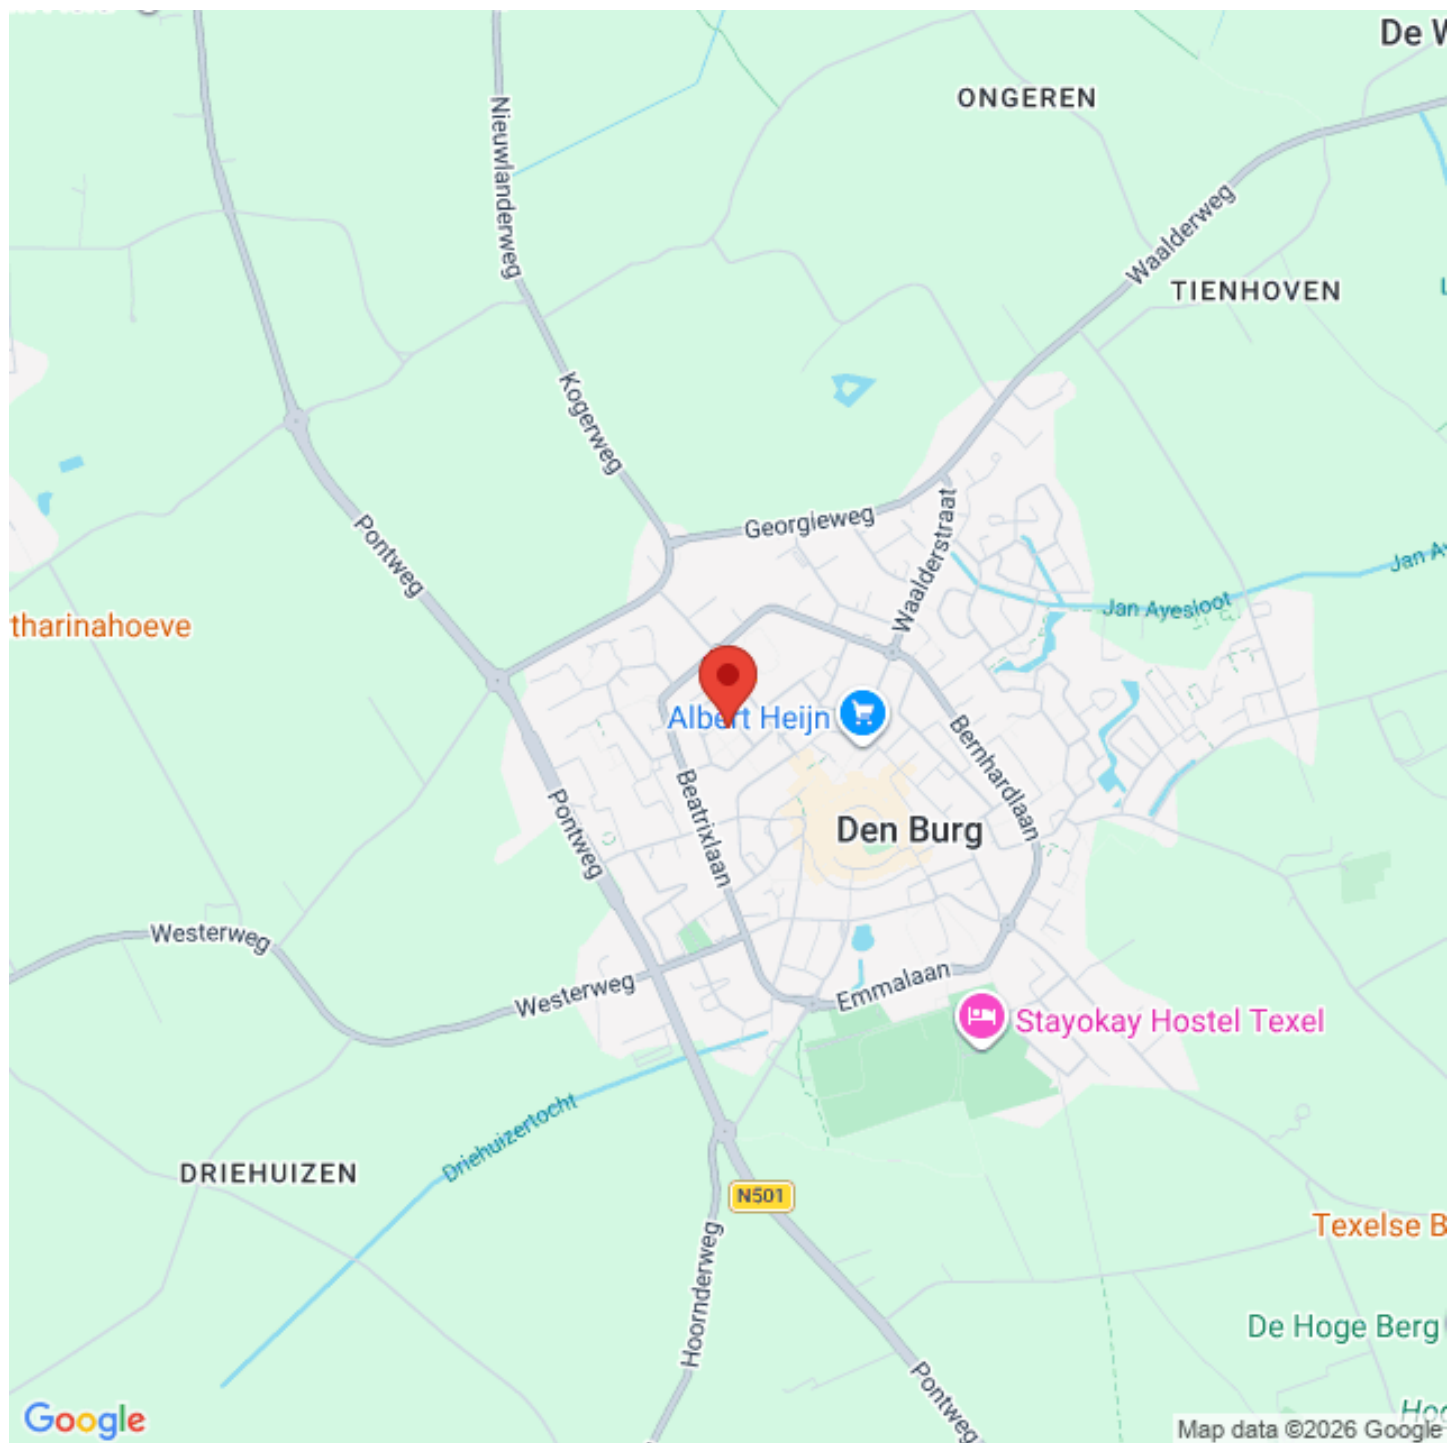 De W
ONGEREN
Nieuwlanderweg
Waalderweg
TIENHOVEN
Kogerweg
Georgieweg
Waalderstraat
Pontweg
Jan Ay
Jan Ayesloot
tharinahoeve
Albert Heijn
Bernhardlaan
Beatrixlaan
Pontweg
Den Burg
Westerweg
Westerweg
Emmalaan
Stayokay Hostel Texel
Driehuizertocht
DRIEHUIZEN
N501
Texelse B
Hoornderweg
De Hoge Berg
Pontweg
Google
Map data ©2026 Google